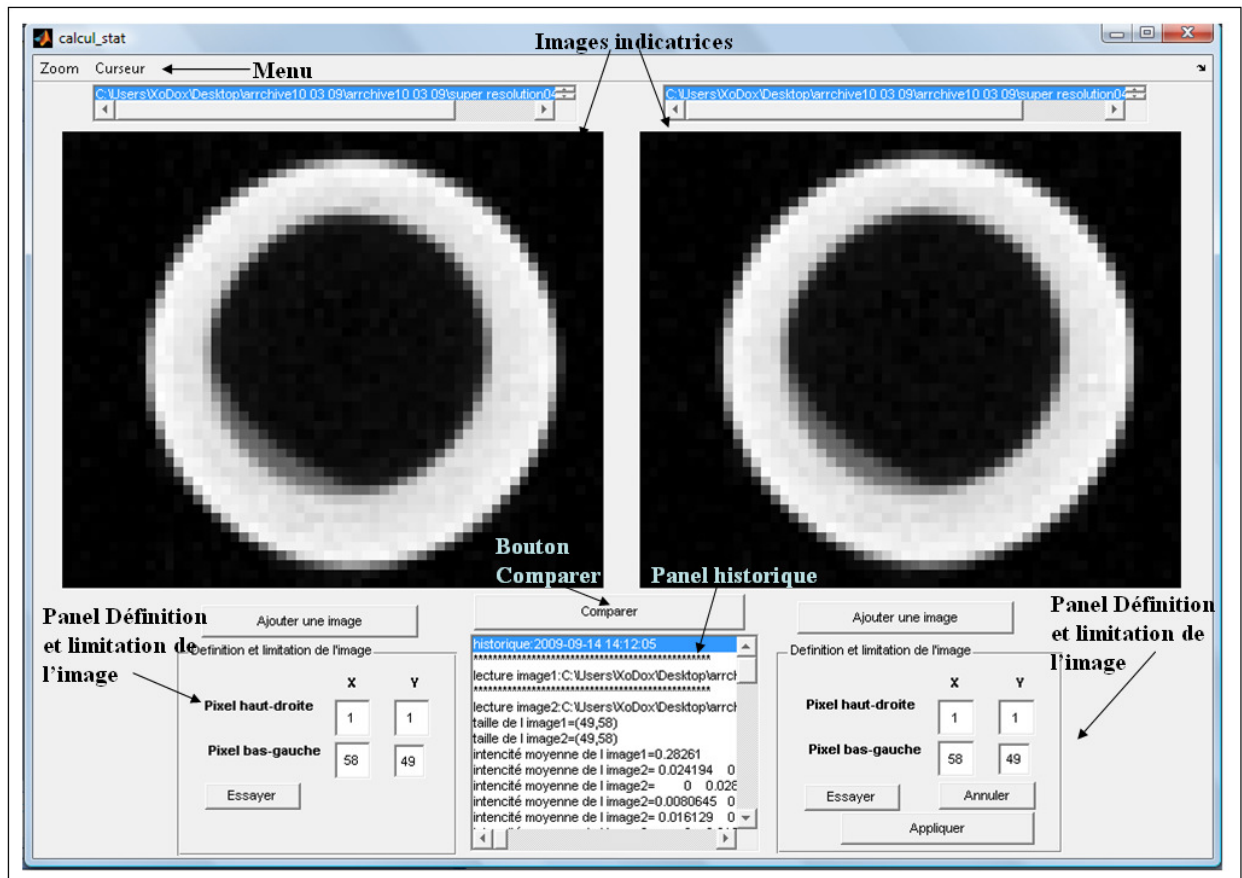 calcul_stat
Images indicatrices
Zoom Curseur Menu
C:\Users\XoDox\Desktop\arrchive10 03 09\arrchive10 03 09\super resolution04
C:\Users\XoDox\Desktop\arrchive10 03 09\arrchive10 03 09\super resolution04
Bouton
Comparer
Panel historique
Panel Définition
et limitation de
l'image
Ajouter une image
Definition et limitation de l'image
X Y
Pixel haut-droite
1 1
Pixel bas-gauche
58 49
Essayer
Comparer
historique:2009-09-14 14:12:05
************************************************
lecture image1:C:\Users\XoDox\Desktop\arrch
************************************************
lecture image2:C:\Users\XoDox\Desktop\arrch
taille de l image1=(49,58)
taille de l image2=(49,58)
intencité moyenne de l image1=0.28261
intencité moyenne de l image2= 0.024194 0
intencité moyenne de l image2= 0 0.028
intencité moyenne de l image2=0.0080645 0
intencité moyenne de l image2= 0.016129 0
Ajouter une image
Panel Définition
et limitation de
l'image
Definition et limitation de l'image
X Y
Pixel haut-droite
1 1
Pixel bas-gauche
58 49
Essayer Annuler
Appliquer